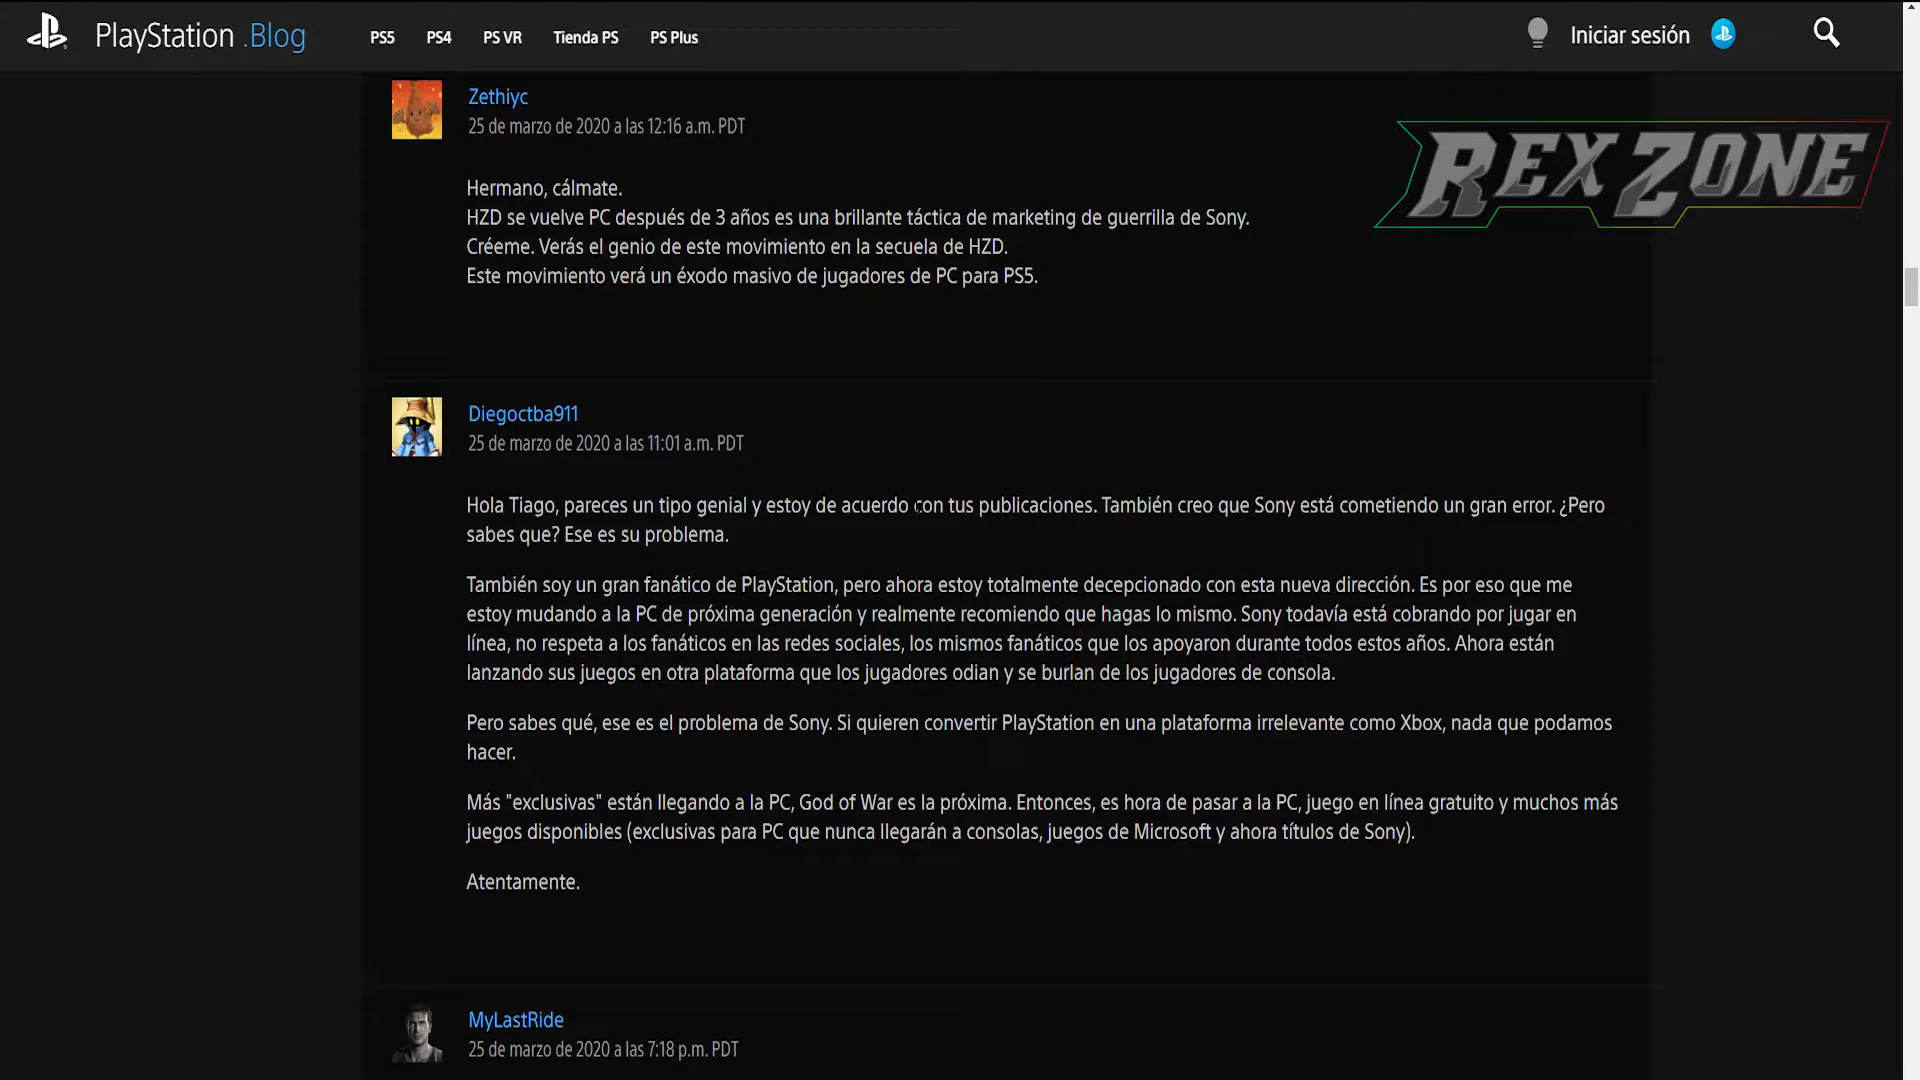 PlayStation .Blog
PS5 PS4 PS VR Tienda PS PS Plus
Iniciar sesión
REX ZONE
Zethiyc
25 de marzo de 2020 a las 12:16 a.m. PDT
Hermano, cálmate.
HZD se vuelve PC después de 3 años es una brillante táctica de marketing de guerrilla de Sony.
Créeme. Verás el genio de este movimiento en la secuela de HZD.
Este movimiento verá un éxodo masivo de jugadores de PC para PS5.
Diegoctba911
25 de marzo de 2020 a las 11:01 a.m. PDT
Hola Tiago, pareces un tipo genial y estoy de acuerdo con tus publicaciones. También creo que Sony está cometiendo un gran error. ¿Pero
sabes que? Ese es su problema.
También soy un gran fanático de PlayStation, pero ahora estoy totalmente decepcionado con esta nueva dirección. Es por eso que me
estoy mudando a la PC de próxima generación y realmente recomiendo que hagas lo mismo. Sony todavía está cobrando por jugar en
línea, no respeta a los fanáticos en las redes sociales, los mismos fanáticos que los apoyaron durante todos estos años. Ahora están
lanzando sus juegos en otra plataforma que los jugadores odian y se burlan de los jugadores de consola.
Pero sabes qué, ese es el problema de Sony. Si quieren convertir PlayStation en una plataforma irrelevante como Xbox, nada que podamos
hacer.
Más "exclusivas" están llegando a la PC, God of War es la próxima. Entonces, es hora de pasar a la PC, juego en línea gratuito y muchos más
juegos disponibles (exclusivas para PC que nunca llegarán a consolas, juegos de Microsoft y ahora títulos de Sony).
Atentamente.
MyLastRide
25 de marzo de 2020 a las 7:18 p.m. PDT